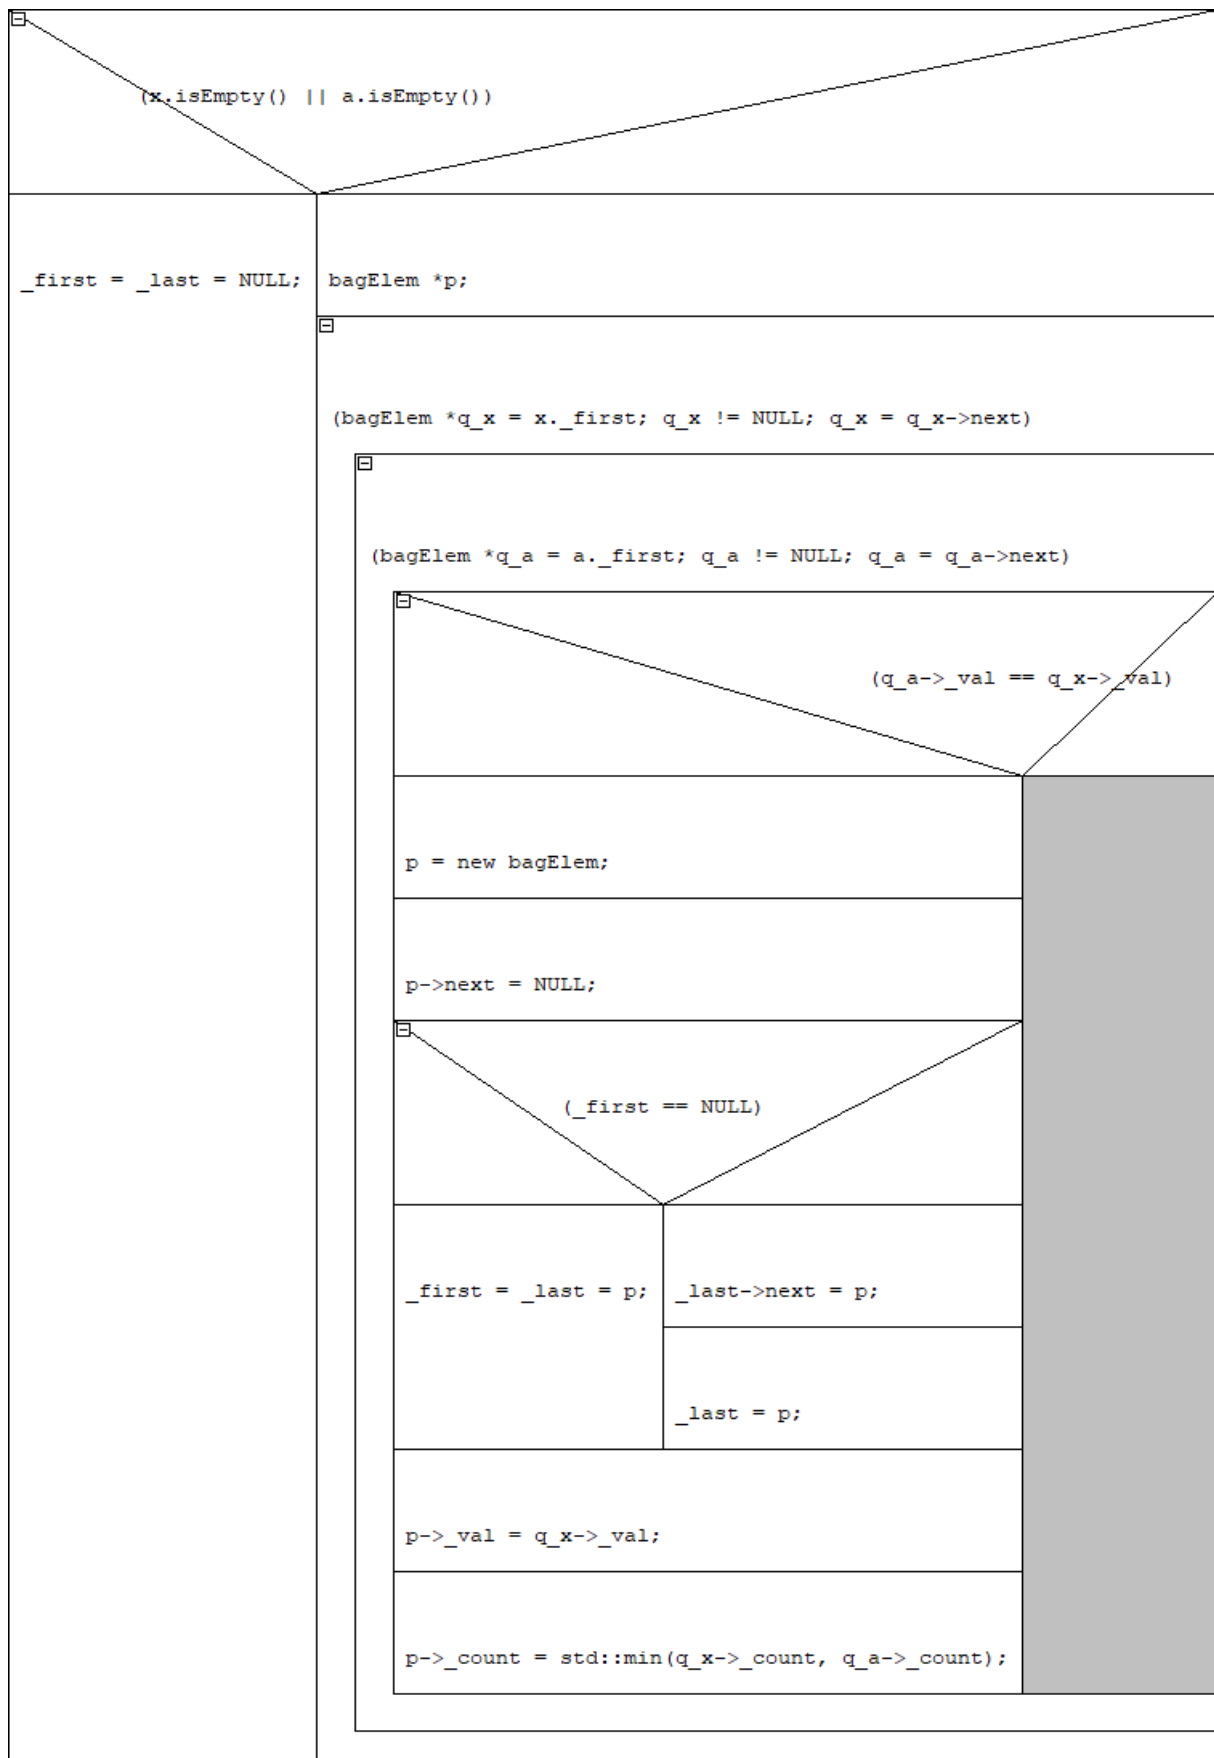 (x.isEmpty() || a.isEmpty())
_first = _last = NULL;
bagElem *p;
(bagElem *q_x = x._first; q_x != NULL; q_x = q_x->next)
(bagElem *q_a = a._first; q_a != NULL; q_a = q_a->next)
(q_a->_val == q_x->_val)
p = new bagElem;
p->next = NULL;
(_first == NULL)
_first = _last = p;
_last->next = p;
_last = p;
p->_val = q_x->_val;
p->_count = std::min(q_x->_count, q_a->_count);